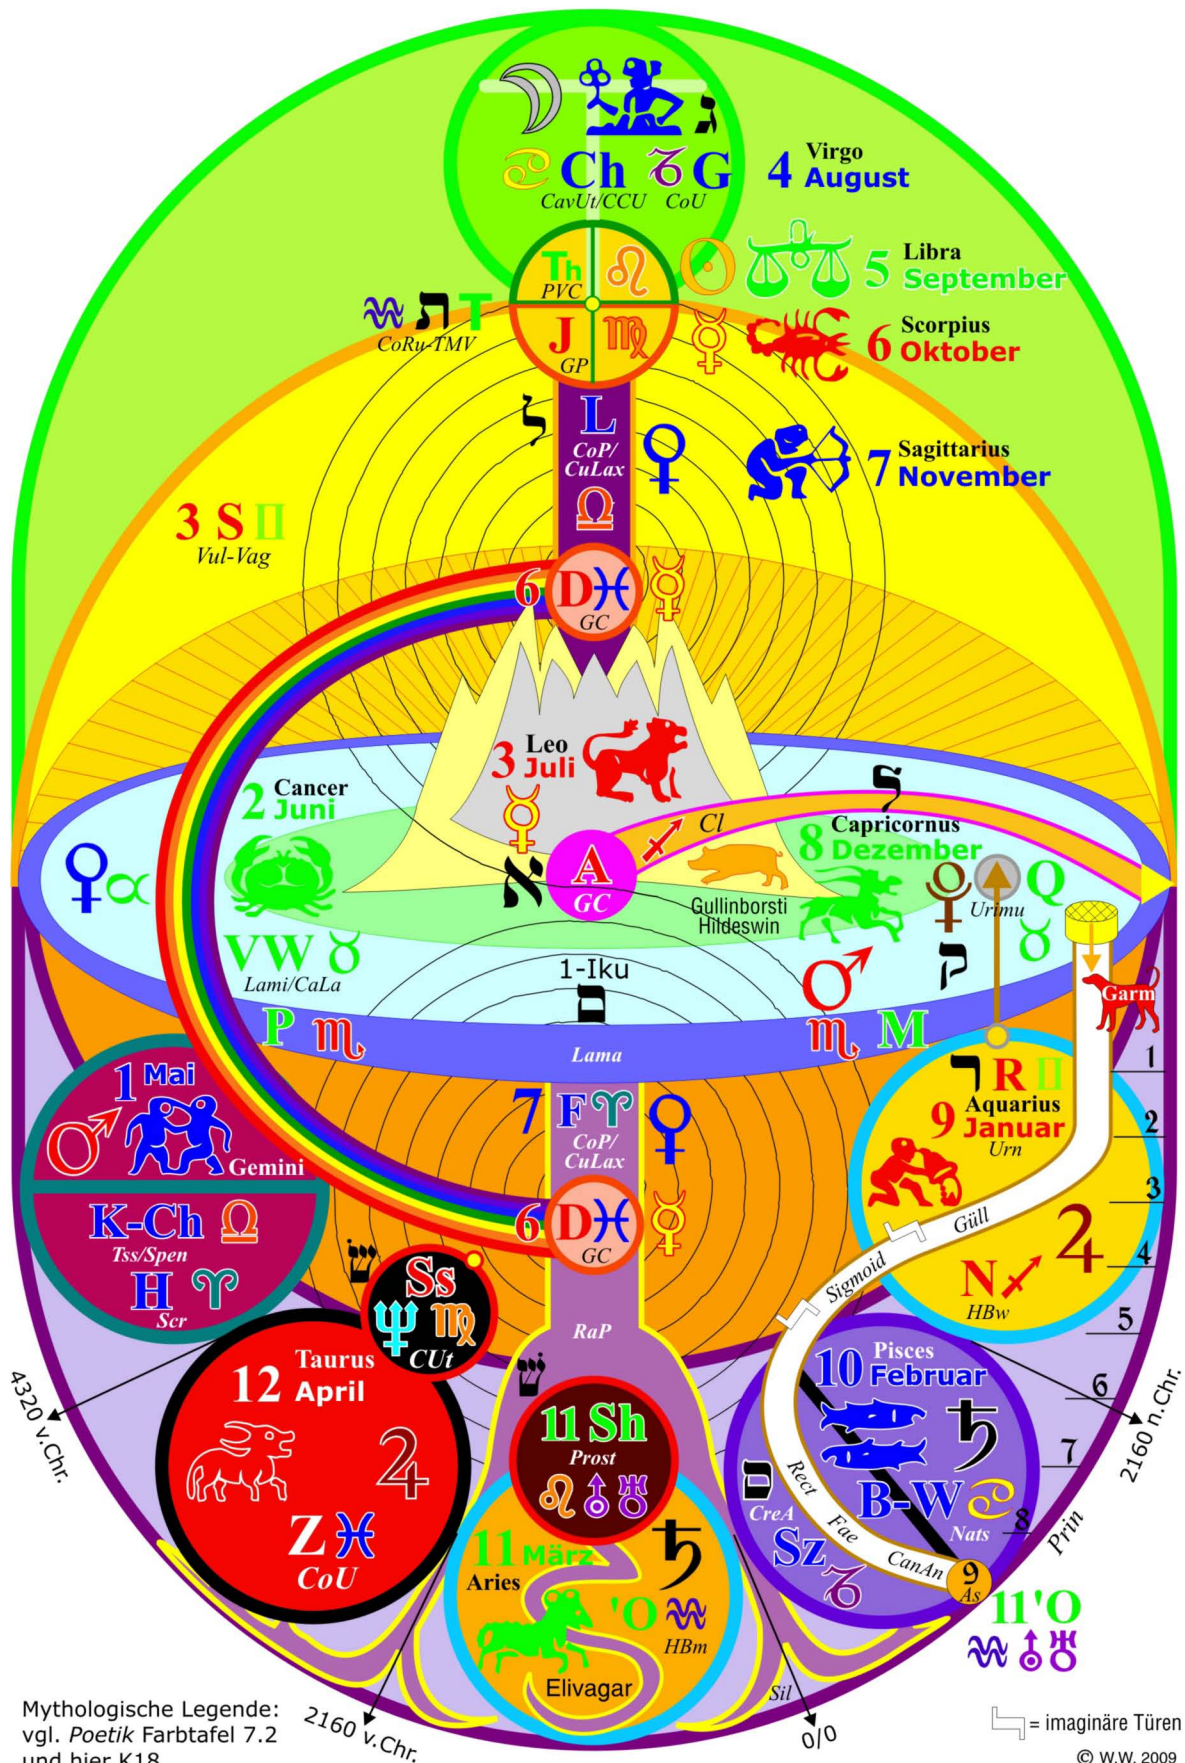 ג
Ch G
CavUt/CCU CoU
4 Virgo
August
Th
PVC
5 Libra
September
ת T
CoRu-TMV
J
GP
6 Scorpius
Oktober
L
CoP/
CuLax
7 Sagittarius
November
3 S
Vul-Vag
6 D
GC
3 Leo
Juli
2 Cancer
Juni
Cl
8 Capricornus
Dezember
א A
GC
Gullinborsti
Hildeswin
Q
Urimu
VW
Lami/CaLa
ק
1-Iku
ם
Garm
P
M
Lama
1 Mai
Gemini
7 F
CoP/
CuLax
ר R
Aquarius
9 Januar
Urn
1
2
3
4
5
6
7
8
K-Ch
Tss/Spen
H
Scr
6 D
GC
Güll
Sigmoid
N
HBw
ש
Ss
CUt
RaP
ש
12 Taurus
April
Z
CoU
11 Sh
Prost
10 Pisces
Februar
ם
CreA
Rect
Fae
CanAn
B-W
Nats
Sz
9
As
Prin
11'O
11 März
Aries
'O
HBm
Elivagar
Sil
4320 v.Chr.
2160 v.Chr.
0/0
2160 n.Chr.
Mythologische Legende:
vgl. Poetik Farbtafel 7.2
und hier K18
= imaginäre Türen
© W.W. 2009